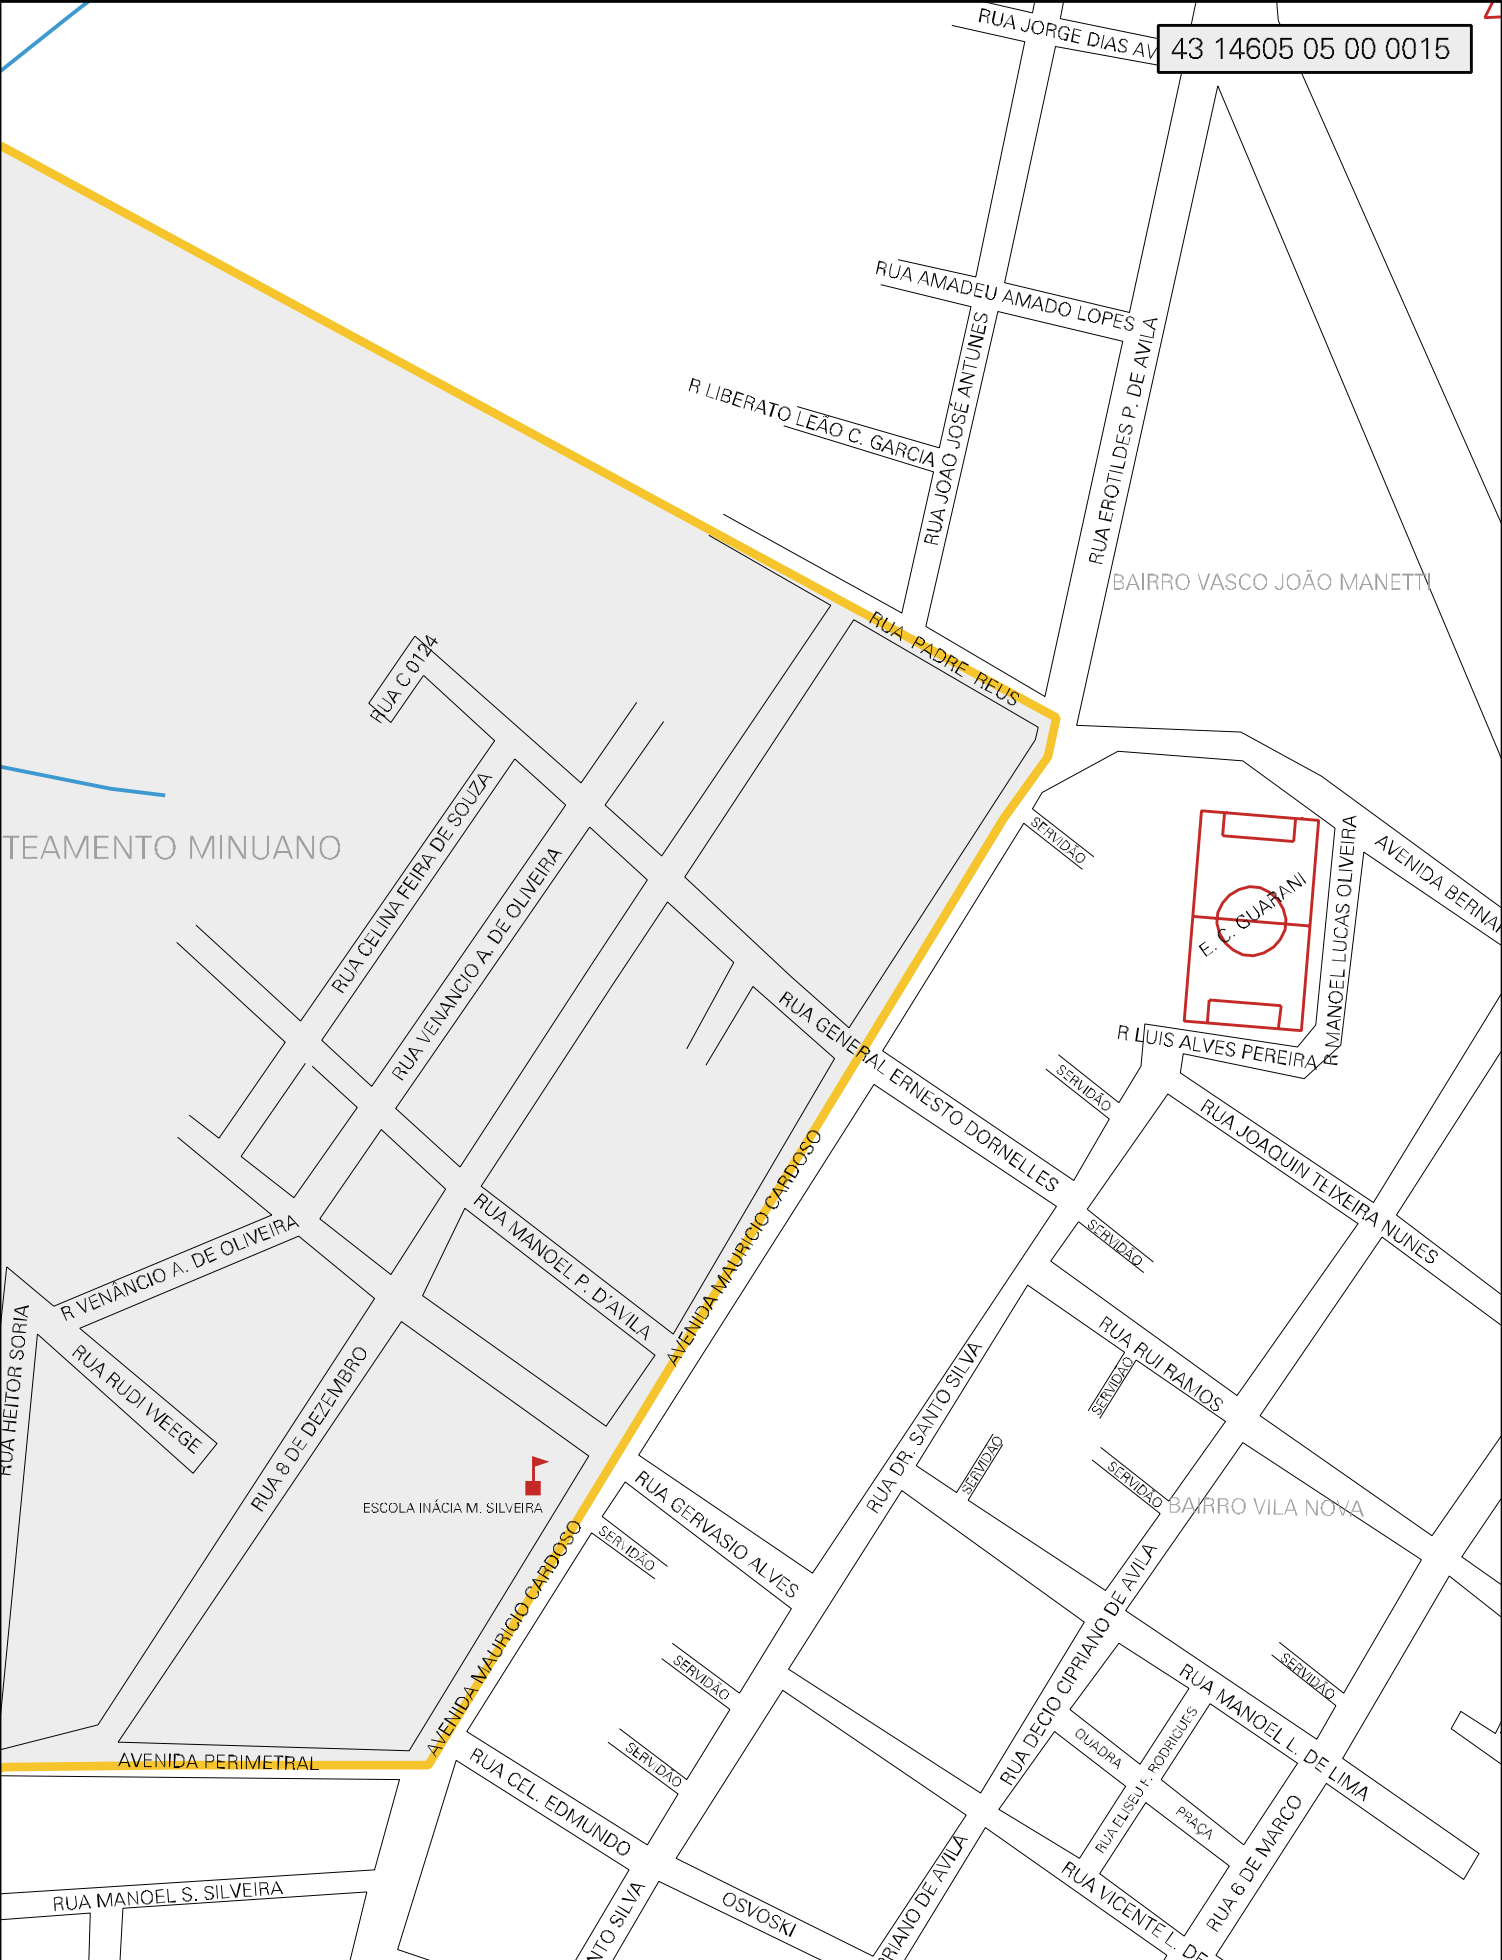 RUA JORGE DIAS AV
43 14605 05 00 0015
RUA AMADEU AMADO LOPES
RUA JOAO JOSÉ ANTUNES
RUA EROTILDES P. DE AVILA
R LIBERATO LEÃO C. GARCIA
BAIRRO VASCO JOÃO MANETTI
RUA PADRE REUS
RUA C 0124
TEAMENTO MINUANO
RUA CELINA FEIRA DE SOUZA
RUA VENANCIO A. DE OLIVEIRA
SERVIDÃO
E. C. GUARANI
R MANOEL LUCAS OLIVEIRA
AVENIDA BERNA
R LUIS ALVES PEREIRA
RUA GENERAL ERNESTO DORNELLES
SERVIDÃO
RUA JOAQUIN TEIXEIRA NUNES
AVENIDA MAURICIO CARDOSO
RUA MANOEL P. D'AVILA
R VENÂNCIO A. DE OLIVEIRA
SERVIDÃO
RUA HEITOR SORIA
RUA RUDI WEEGE
RUA 8 DE DEZEMBRO
RUA RUI RAMOS
SERVIDÃO
RUA DR. SANTO SILVA
SERVIDÃO
SERVIDÃO
BAIRRO VILA NOVA
ESCOLA INÁCIA M. SILVEIRA
RUA GERVASIO ALVES
SERVIDÃO
AVENIDA MAURICIO CARDOSO
RUA DECIO CIPRIANO DE AVILA
SERVIDÃO
SERVIDÃO
RUA MANOEL L. DE LIMA
QUADRA
RUA ELISEU F. RODRIGUES
PRAÇA
SERVIDÃO
AVENIDA PERIMETRAL
RUA CEL. EDMUNDO
OSVOSKI
RUA 6 DE MARCO
RUA VICENTE L. DE
RUA MANOEL S. SILVEIRA
NTO SILVA
RIANO DE AVILA